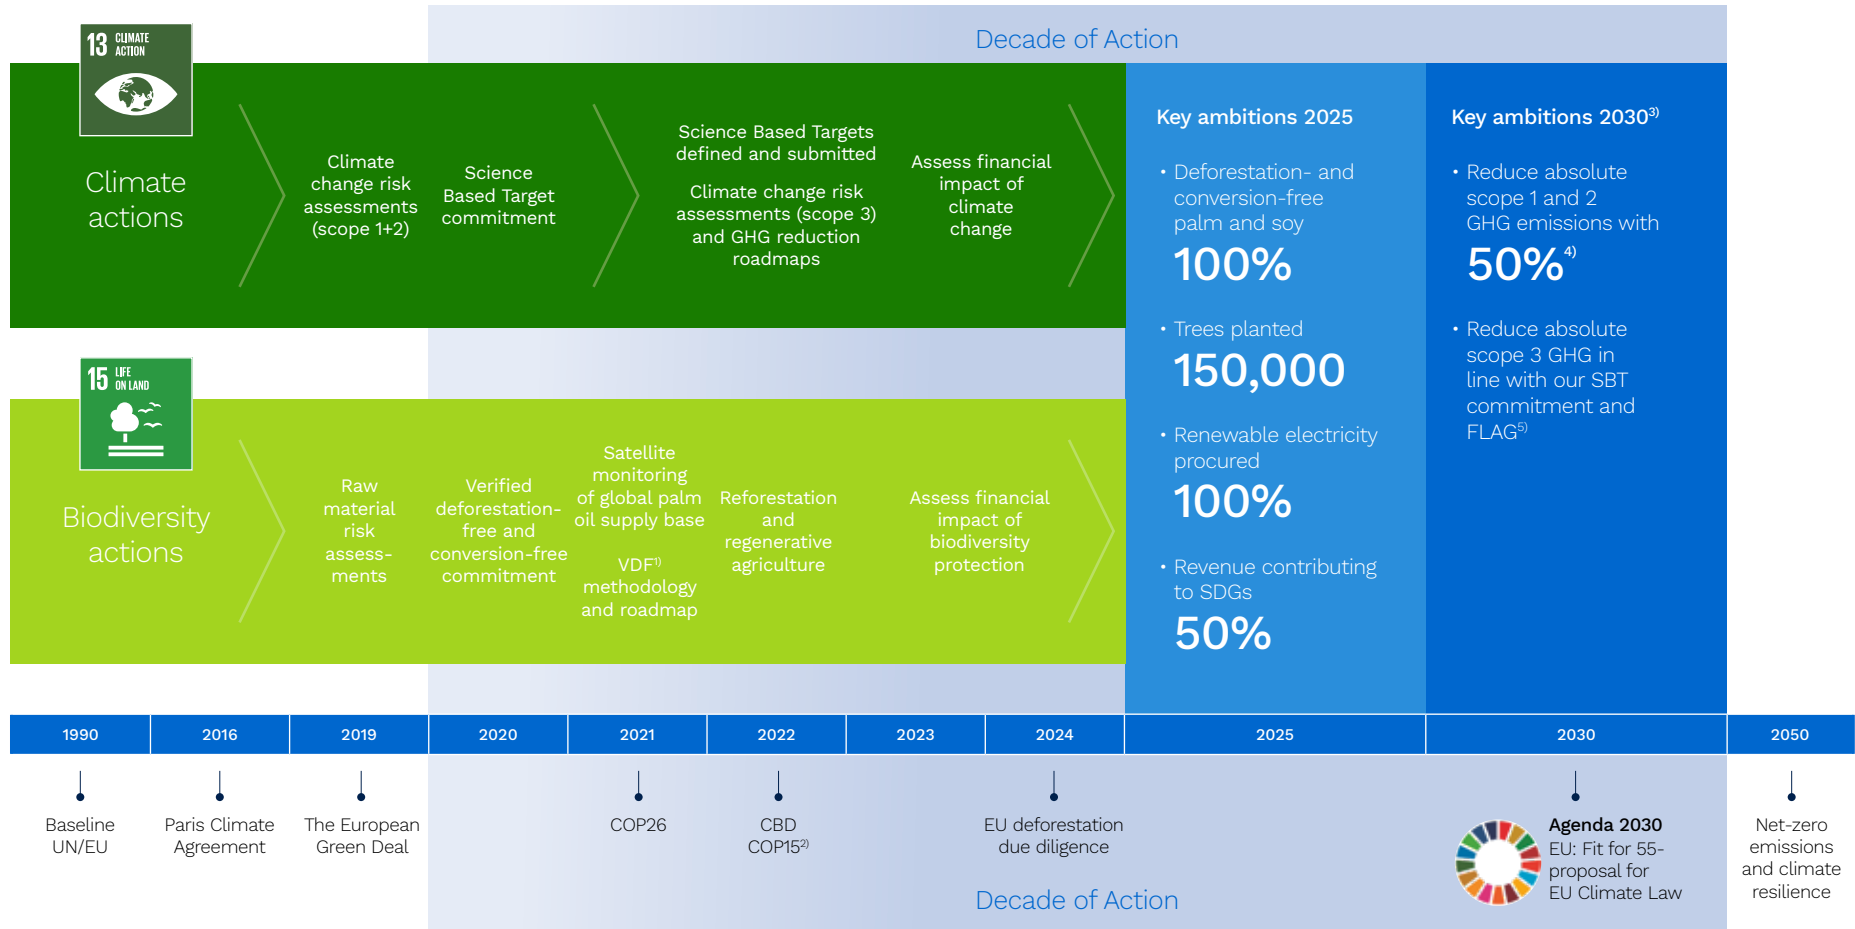 Decade of Action
13 CLIMATE
ACTION
Climate
actions
Climate
change risk
assessments
(scope 1+2)
Science
Based Target
commitment
Science Based Targets
defined and submitted
Climate change risk
assessments (scope 3)
and GHG reduction
roadmaps
Assess financial
impact of
climate
change
15 LIFE
ON LAND
Biodiversity
actions
Raw
material
risk
assess-
ments
Verified
deforestation-
free and
conversion-free
commitment
Satellite
monitoring
of global palm
oil supply base
VDF1)
methodology
and roadmap
Reforestation
and
regenerative
agriculture
Assess financial
impact of
biodiversity
protection
Key ambitions 2025
• Deforestation- and
conversion-free
palm and soy
100%
• Trees planted
150,000
• Renewable electricity
procured
100%
• Revenue contributing
to SDGs
50%
Key ambitions 20303)
• Reduce absolute
scope 1 and 2
GHG emissions with
50%4)
• Reduce absolute
scope 3 GHG in
line with our SBT
commitment and
FLAG5)
1990 2016 2019 2020 2021 2022 2023 2024 2025 2030 2050
Baseline
UN/EU
Paris Climate
Agreement
The European
Green Deal
COP26
CBD
COP152)
EU deforestation
due diligence
Agenda 2030
EU: Fit for 55-
proposal for
EU Climate Law
Net-zero
emissions
and climate
resilience
Decade of Action